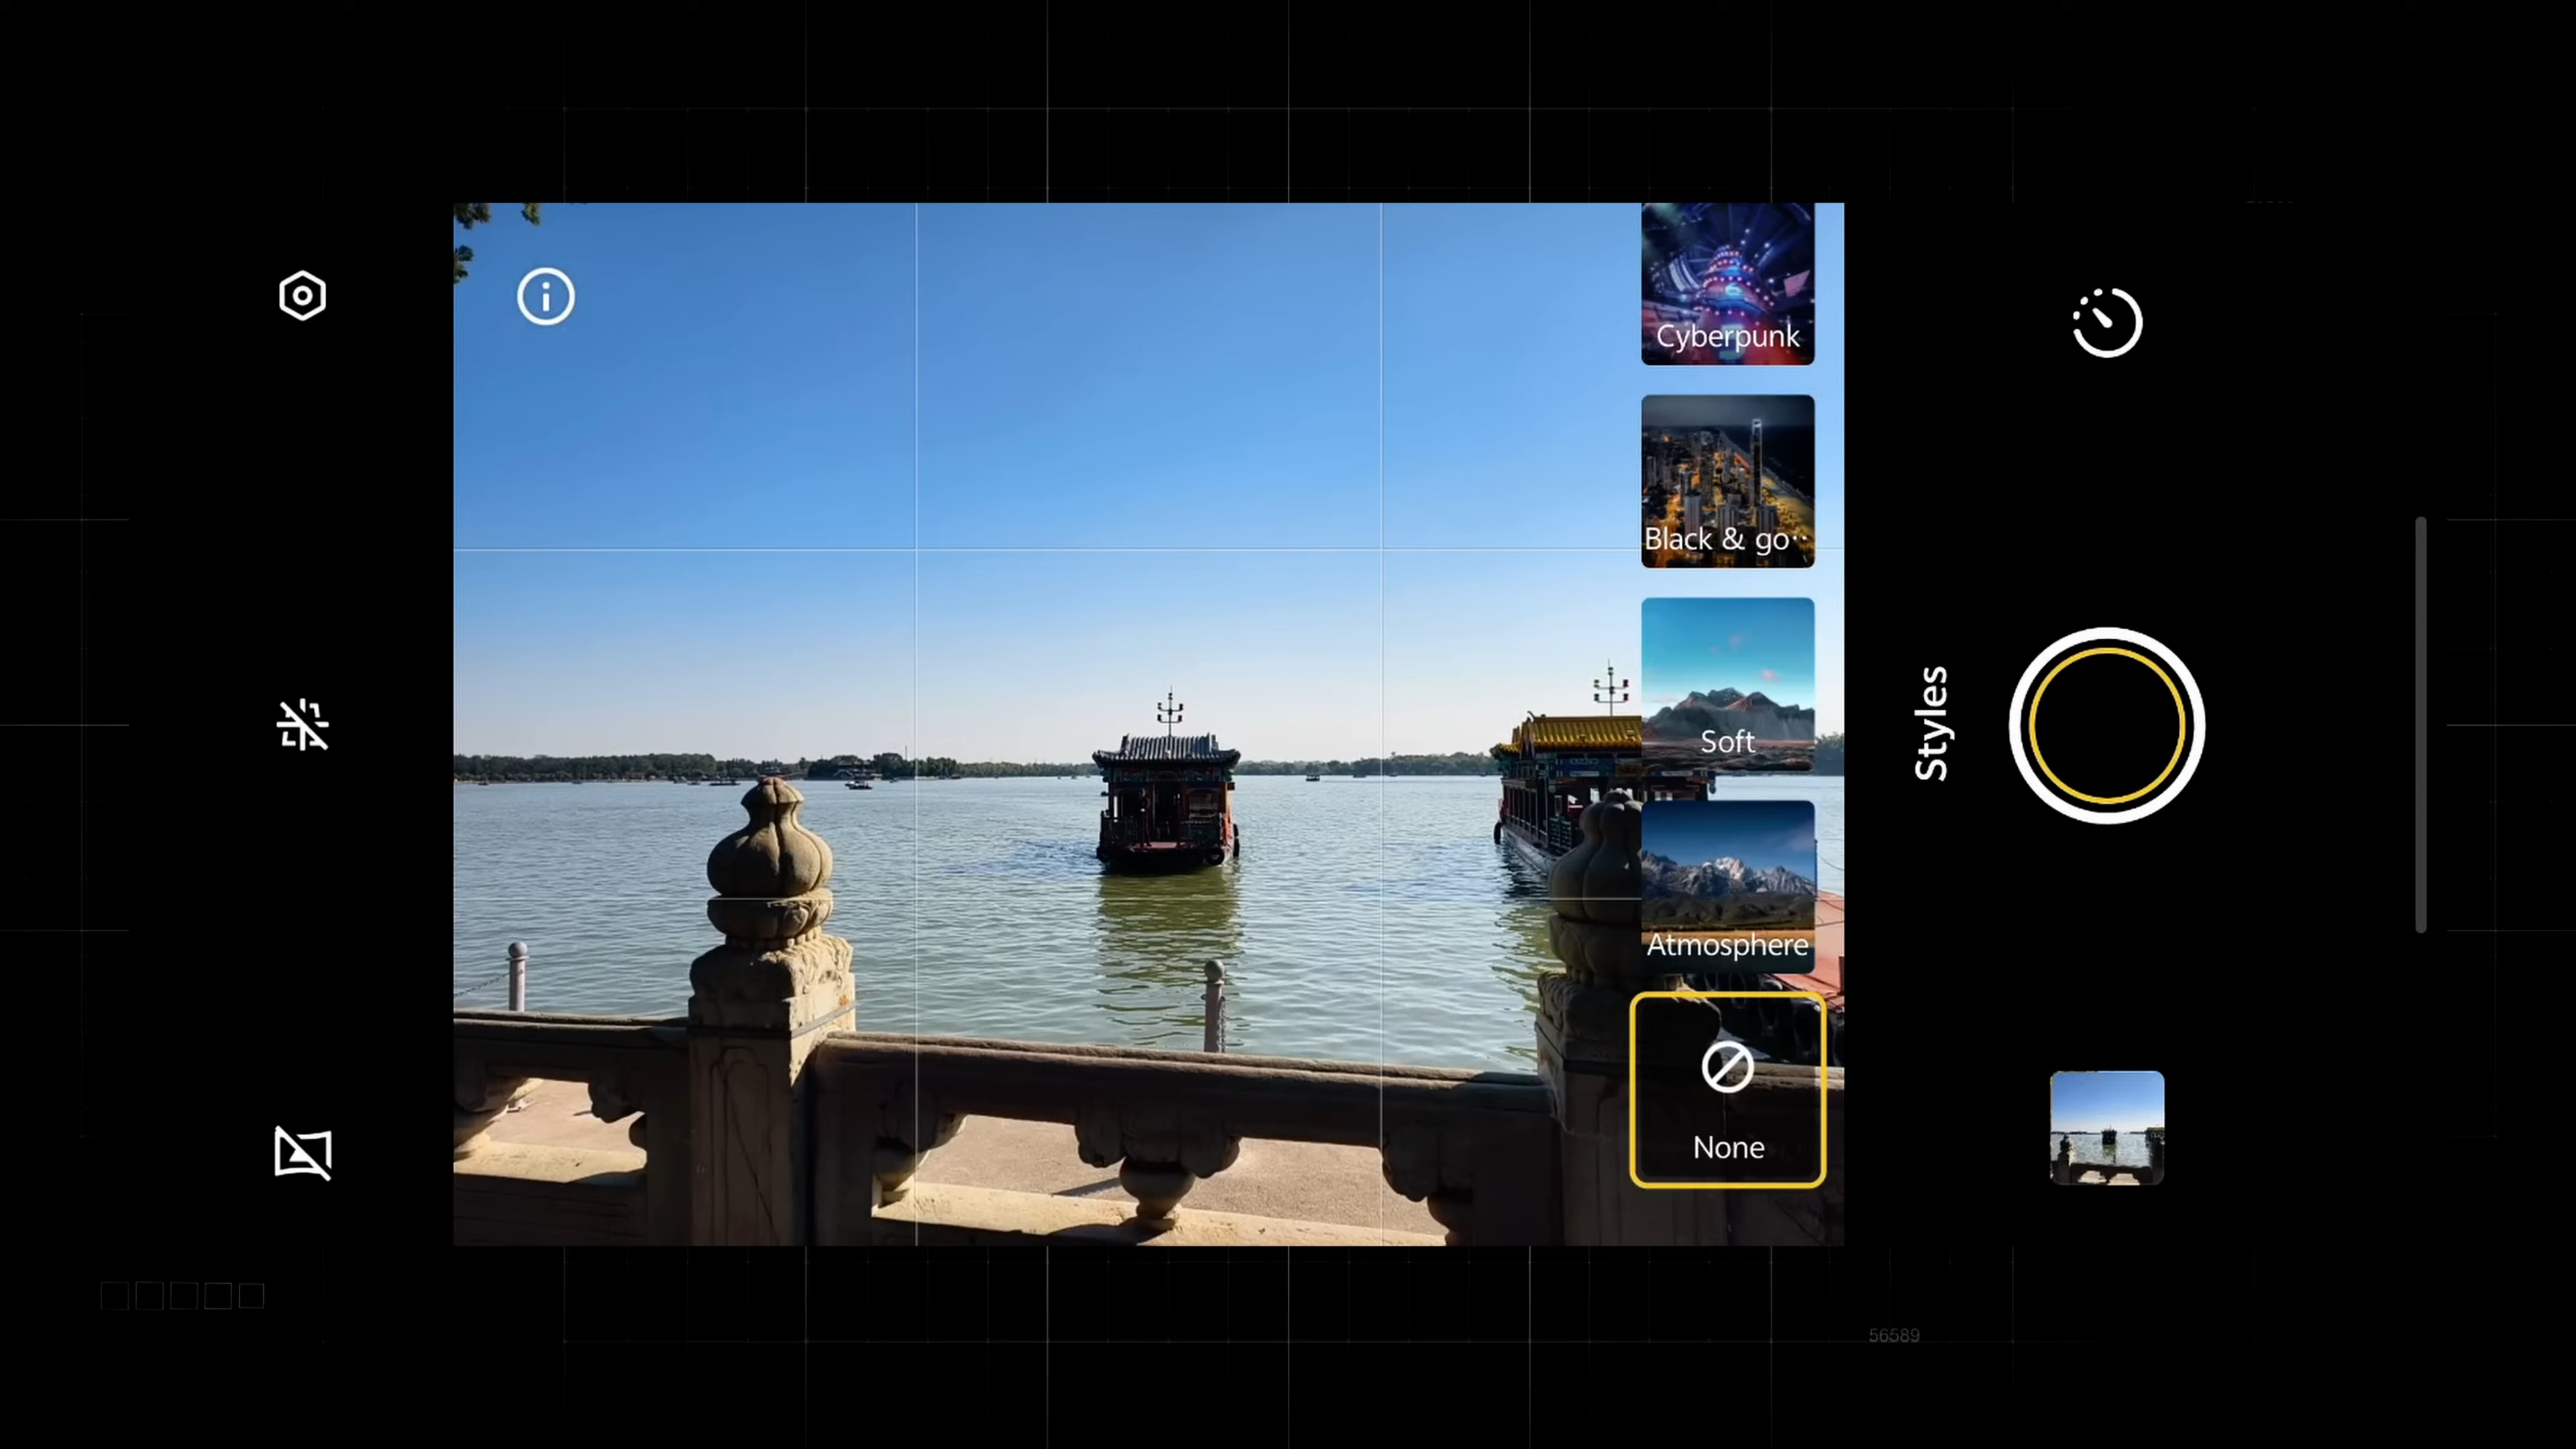 Cyberpunk
Black & go··
Soft
Atmosphere
None
Styles
56589